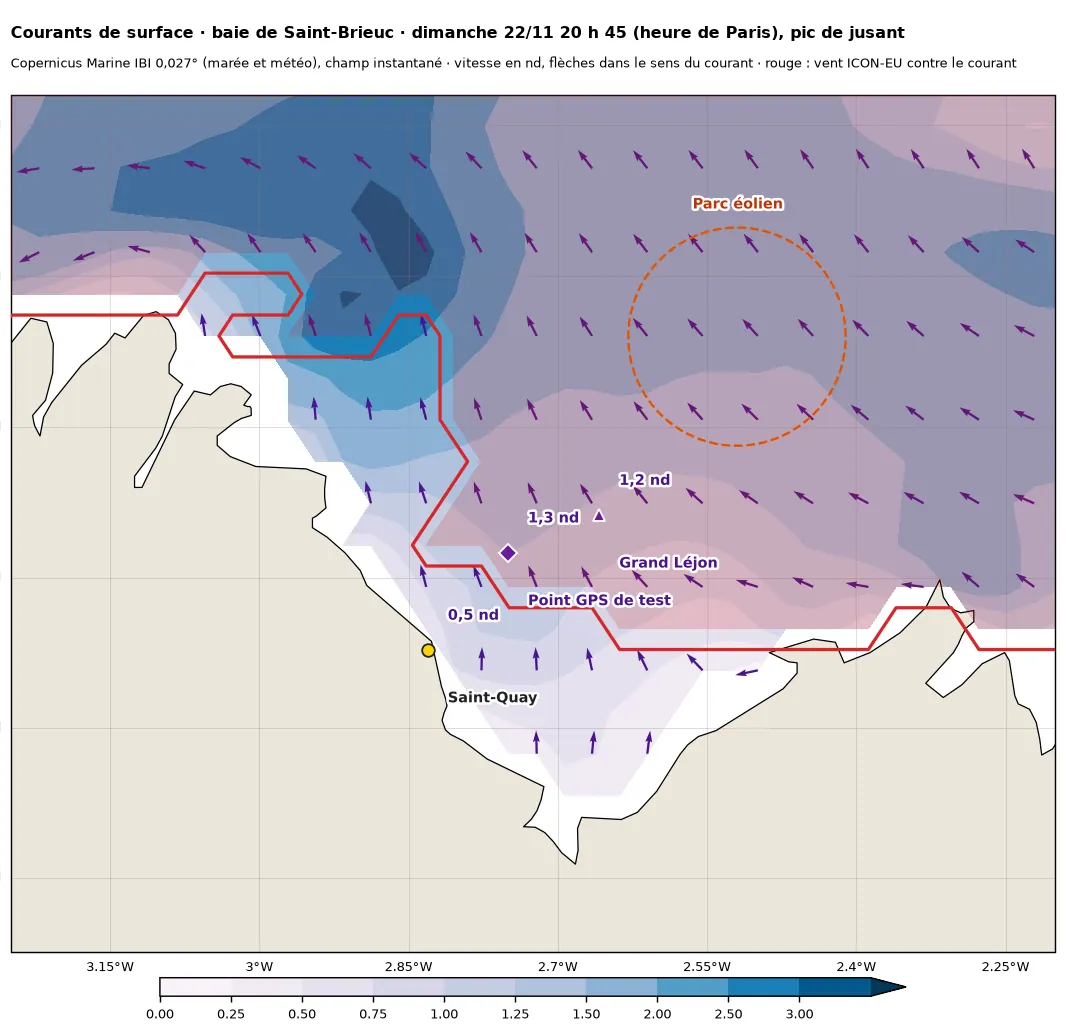 Courants de surface · baie de Saint-Brieuc · dimanche 22/11 20 h 45 (heure de Paris), pic de jusant
Copernicus Marine IBI 0,027° (marée et météo), champ instantané · vitesse en nd, flèches dans le sens du courant · rouge : vent ICON-EU contre le courant
Parc éolien
1,2 nd
1,3 nd
Grand Léjon
Point GPS de test
0,5 nd
Saint-Quay
3.15°W 3°W 2.85°W 2.7°W 2.55°W 2.4°W 2.25°W
0.00 0.25 0.50 0.75 1.00 1.25 1.50 2.00 2.50 3.00